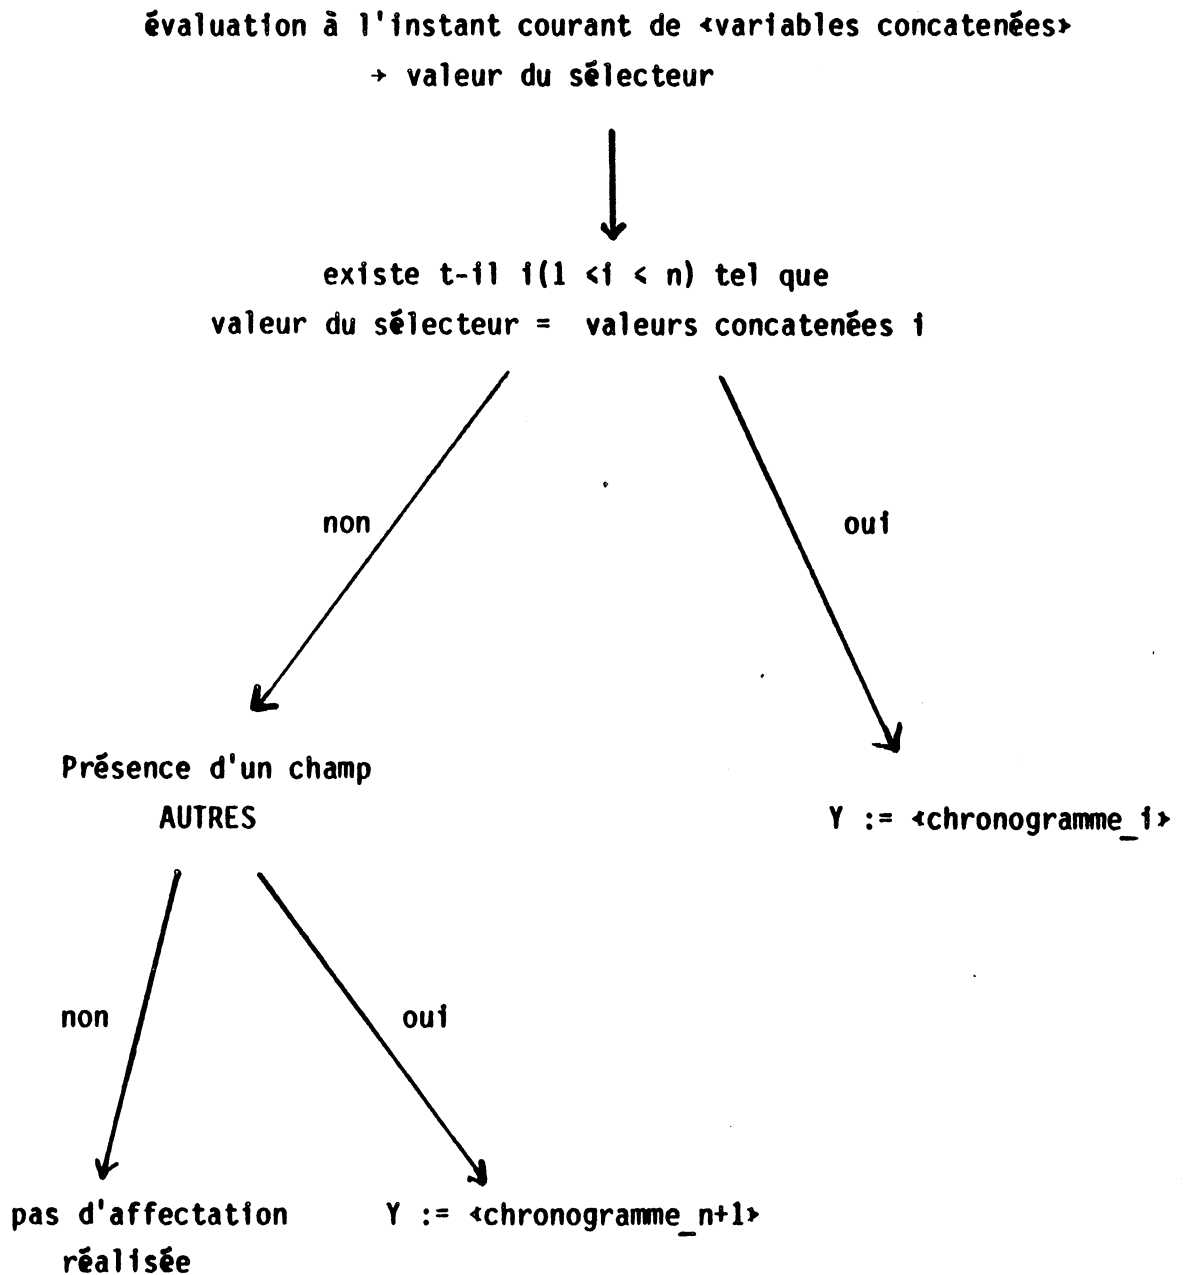 évaluation à l'instant courant de <variables concatenées>
→ valeur du sélecteur
existe t-il i(1 <i < n) tel que
valeur du sélecteur = valeurs concatenées i
non
oui
Présence d'un champ
AUTRES
Y := <chronogramme_i>
non
oui
pas d'affectation
réalisée
Y := <chronogramme_n+1>